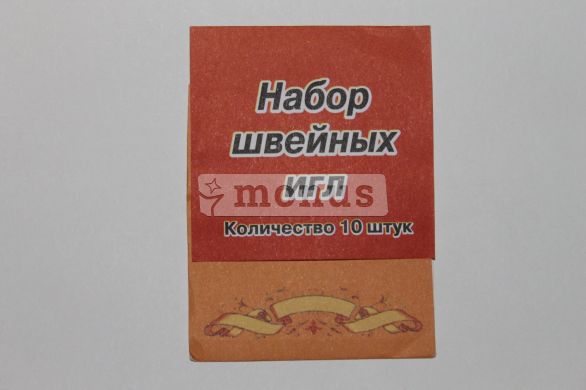 Набор
швейных
игл
monus
Количество 10 штук